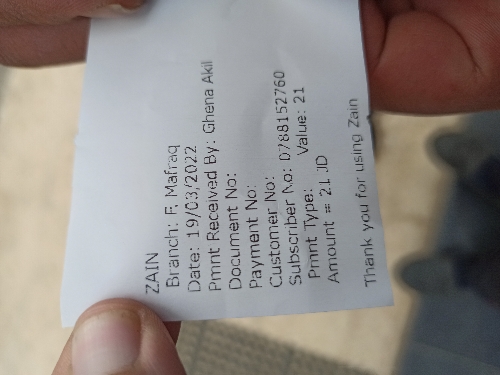 ZAIN
Branch: F. Mafraq
Date: 19/03/2022
Pmnt Received By: Ghena Akil
Document No:
Payment No:
Customer No:
Subscriber No: 0788152760
Pmnt Type: Value: 21
Amount = 21 JD
Thank you for using Zain